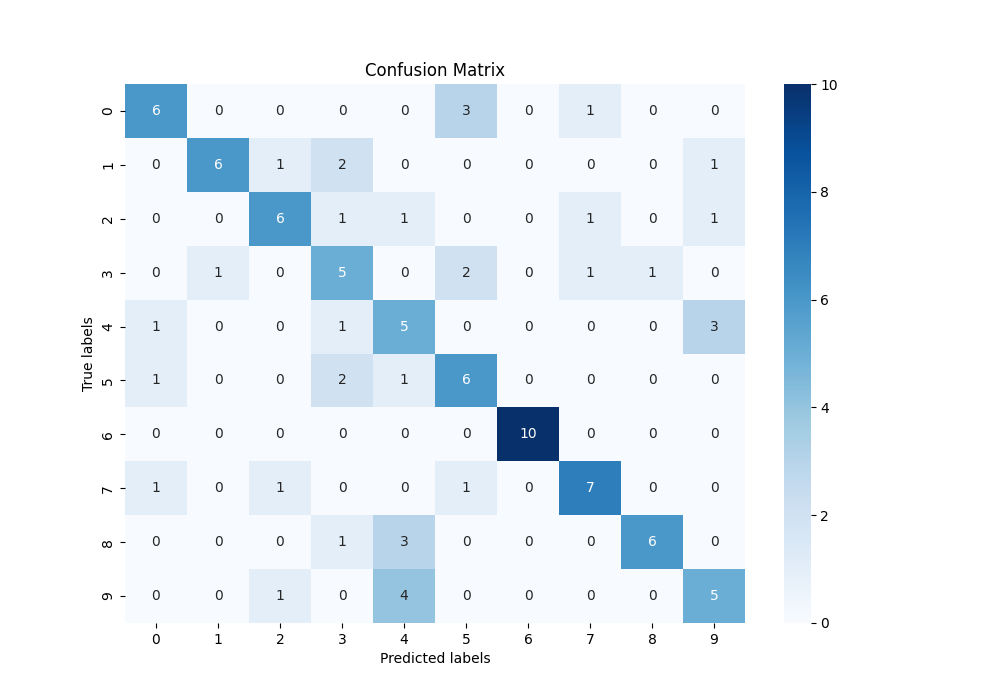 Confusion Matrix
0 6 0 0 0 0 3 0 1 0 0
1 0 6 1 2 0 0 0 0 0 1
2 0 0 6 1 1 0 0 1 0 1
3 0 1 0 5 0 2 0 1 1 0
4 1 0 0 1 5 0 0 0 0 3
5 1 0 0 2 1 6 0 0 0 0
6 0 0 0 0 0 0 10 0 0 0
7 1 0 1 0 0 1 0 7 0 0
8 0 0 0 1 3 0 0 0 6 0
9 0 0 1 0 4 0 0 0 0 5
0 1 2 3 4 5 6 7 8 9
Predicted labels
True labels
10
8
6
4
2
0